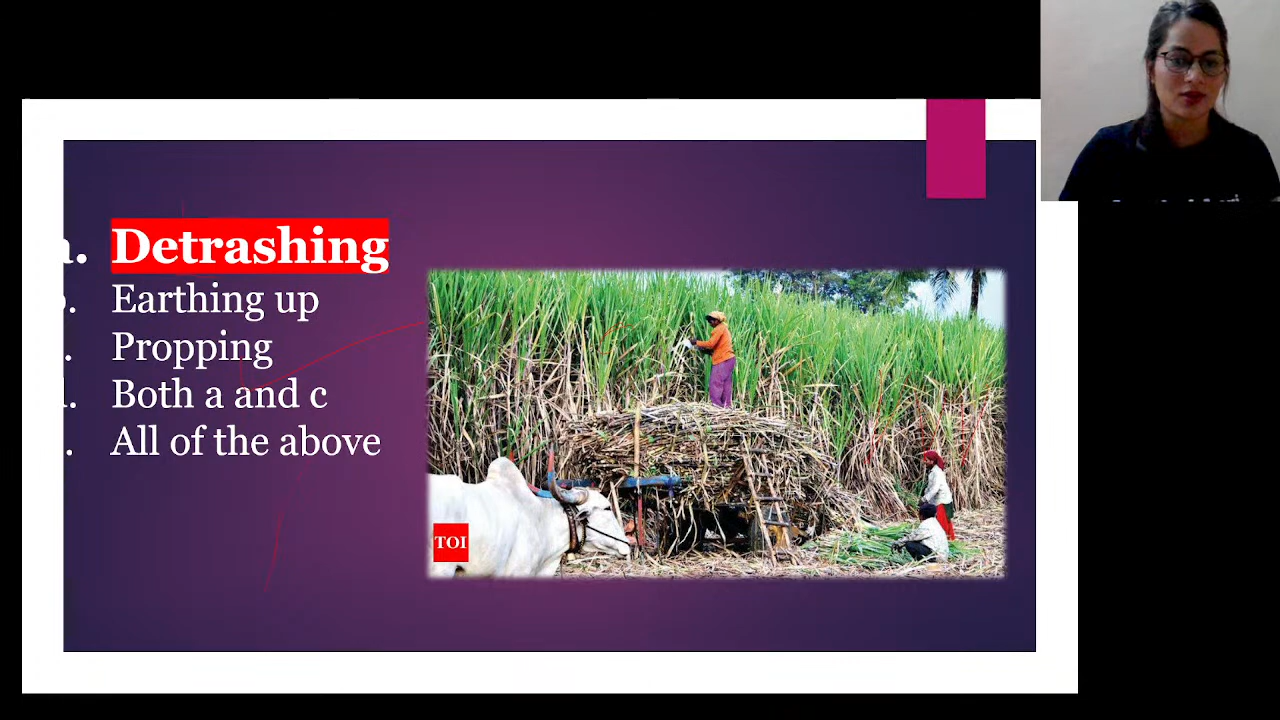 a. Detrashing
b. Earthing up
. Propping
d. Both a and c
. All of the above
TOI